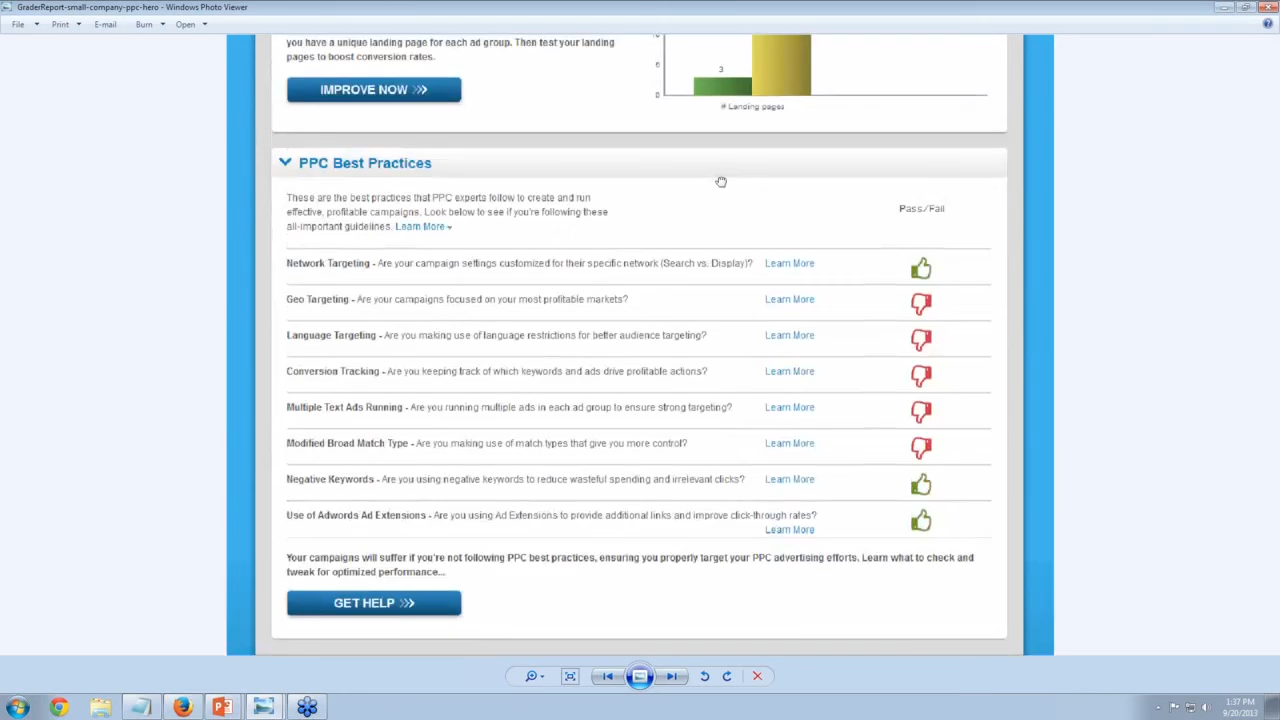 GraderReport-small-company-ppc-hero - Windows Photo Viewer
File Print E-mail Burn Open
you have a unique landing page for each ad group. Then test your landing
pages to boost conversion rates.
IMPROVE NOW
3
6
0
# Landing pages
PPC Best Practices
These are the best practices that PPC experts follow to create and run
effective, profitable campaigns. Look below to see if you're following these
all-important guidelines. Learn More
Pass/Fail
Network Targeting - Are your campaign settings customized for their specific network (Search vs. Display)? Learn More
Geo Targeting - Are your campaigns focused on your most profitable markets? Learn More
Language Targeting - Are you making use of language restrictions for better audience targeting? Learn More
Conversion Tracking - Are you keeping track of which keywords and ads drive profitable actions? Learn More
Multiple Text Ads Running - Are you running multiple ads in each ad group to ensure strong targeting? Learn More
Modified Broad Match Type - Are you making use of match types that give you more control? Learn More
Negative Keywords - Are you using negative keywords to reduce wasteful spending and irrelevant clicks? Learn More
Use of Adwords Ad Extensions - Are you using Ad Extensions to provide additional links and improve click-through rates?
Learn More
Your campaigns will suffer if you're not following PPC best practices, ensuring you properly target your PPC advertising efforts. Learn what to check and
tweak for optimized performance...
GET HELP
1:37 PM
9/20/2013